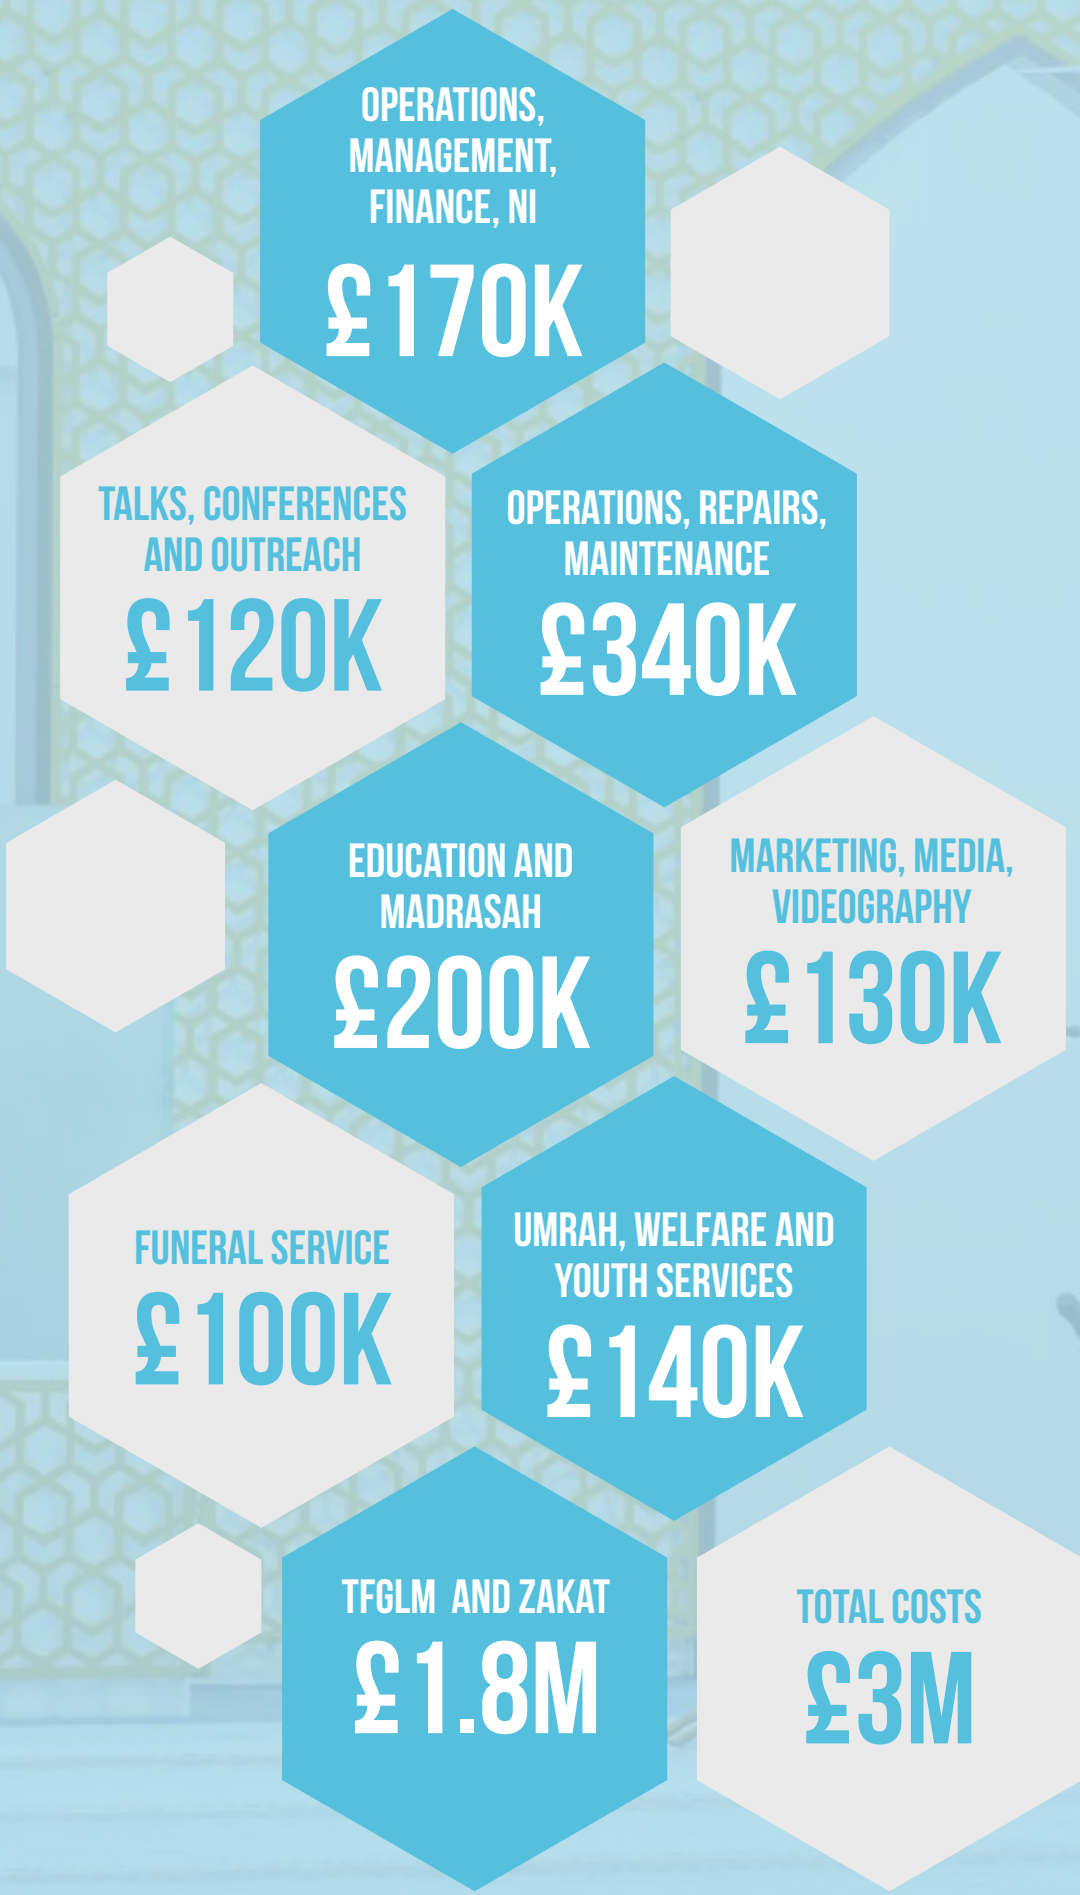 OPERATIONS,
MANAGEMENT,
FINANCE, NI
£170K
TALKS, CONFERENCES
AND OUTREACH
£120K
OPERATIONS, REPAIRS,
MAINTENANCE
£340K
EDUCATION AND
MADRASAH
£200K
MARKETING, MEDIA,
VIDEOGRAPHY
£130K
FUNERAL SERVICE
£100K
UMRAH, WELFARE AND
YOUTH SERVICES
£140K
TFGLM AND ZAKAT
£1.8M
TOTAL COSTS
£3M